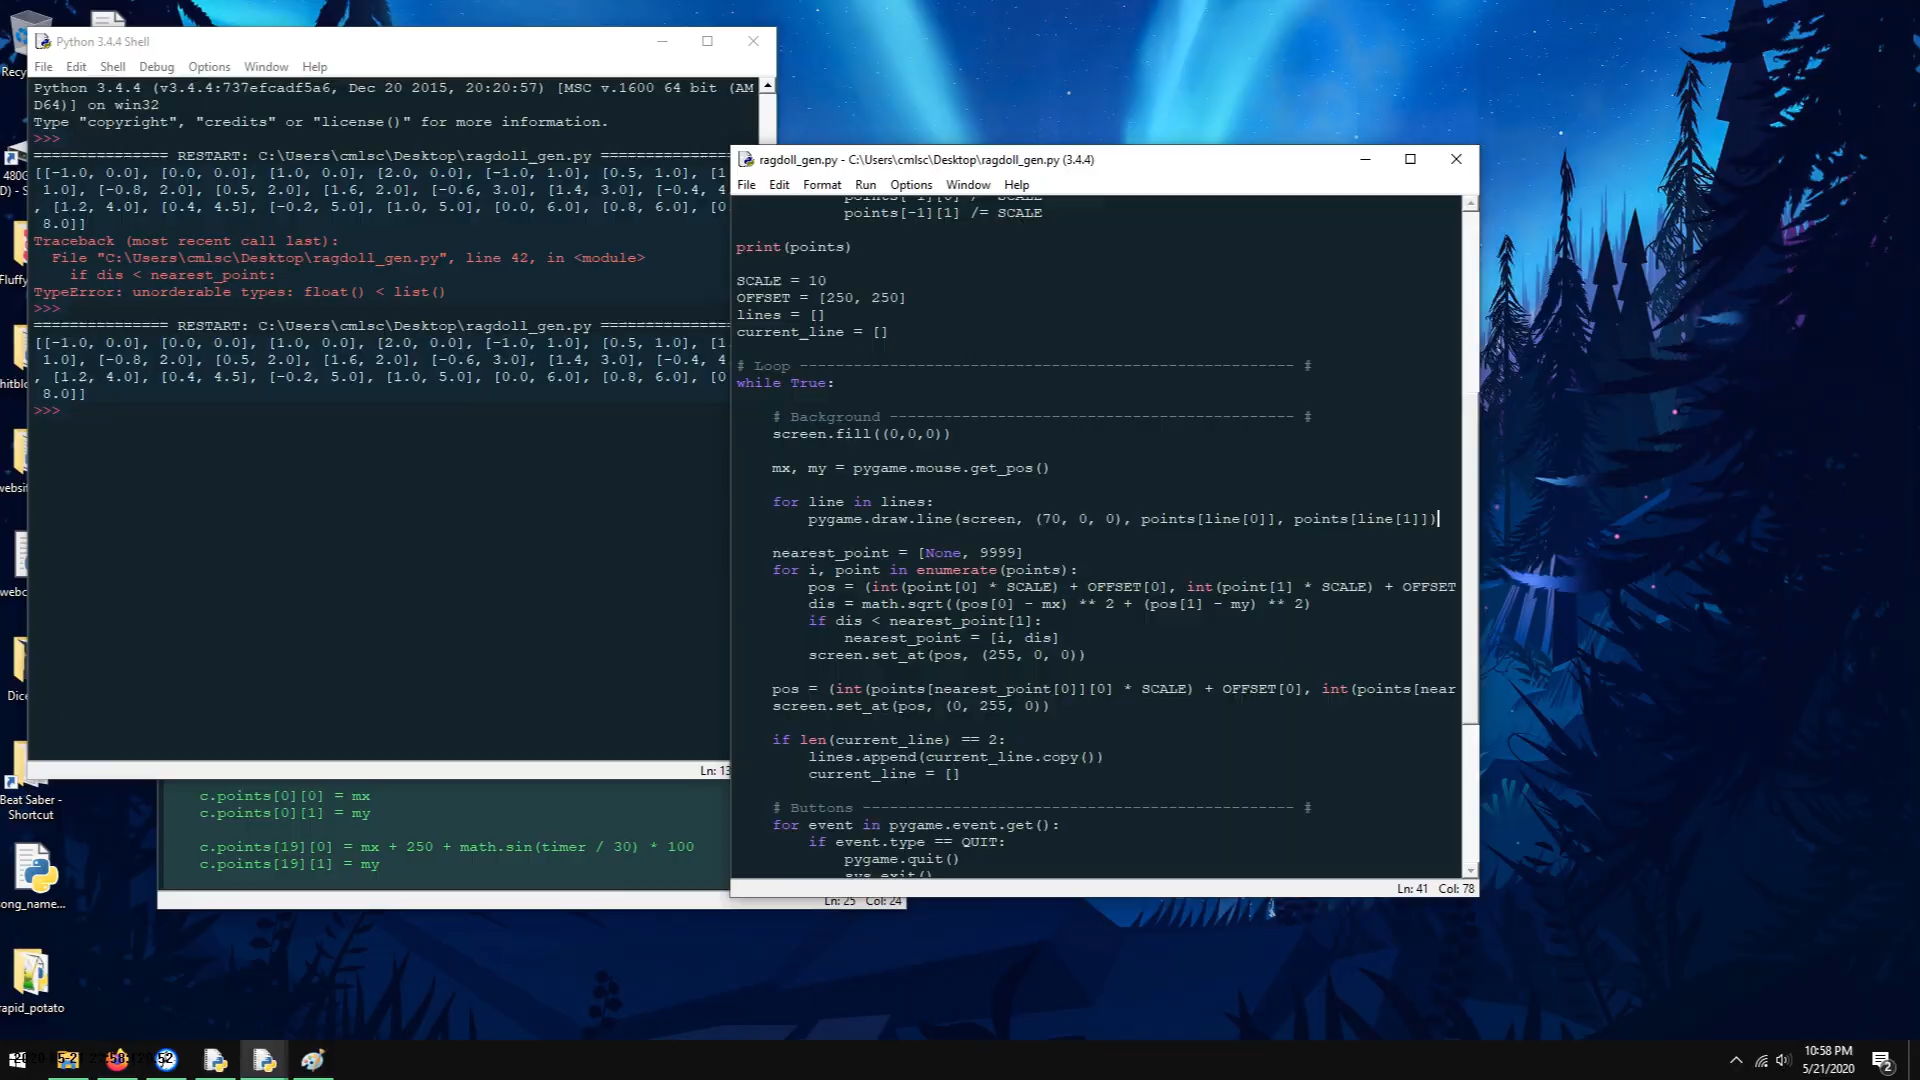 Python 3.4.4 Shell
File Edit Shell Debug Options Window Help
Python 3.4.4 (v3.4.4:737efcadf5a6, Dec 20 2015, 20:20:57) [MSC v.1600 64 bit (AM
D64)] on win32
Type "copyright", "credits" or "license()" for more information.
>>>
=============== RESTART: C:\Users\cmlsc\Desktop\ragdoll_gen.py ===============
[[-1.0, 0.0], [0.0, 0.0], [1.0, 0.0], [2.0, 0.0], [-1.0, 1.0], [0.5, 1.0], [1
1.0], [-0.8, 2.0], [0.5, 2.0], [1.6, 2.0], [-0.6, 3.0], [1.4, 3.0], [-0.4, 4
, [1.2, 4.0], [0.4, 4.5], [-0.2, 5.0], [1.0, 5.0], [0.0, 6.0], [0.8, 6.0], [0
8.0]]
Traceback (most recent call last):
File "C:\Users\cmlsc\Desktop\ragdoll_gen.py", line 42, in <module>
if dis < nearest_point:
TypeError: unorderable types: float() < list()
>>>
=============== RESTART: C:\Users\cmlsc\Desktop\ragdoll_gen.py ===============
[[-1.0, 0.0], [0.0, 0.0], [1.0, 0.0], [2.0, 0.0], [-1.0, 1.0], [0.5, 1.0], [1
1.0], [-0.8, 2.0], [0.5, 2.0], [1.6, 2.0], [-0.6, 3.0], [1.4, 3.0], [-0.4, 4
, [1.2, 4.0], [0.4, 4.5], [-0.2, 5.0], [1.0, 5.0], [0.0, 6.0], [0.8, 6.0], [0
8.0]]
>>>
Ln: 13
c.points[0][0] = mx
c.points[0][1] = my
c.points[19][0] = mx + 250 + math.sin(timer / 30) * 100
c.points[19][1] = my
Ln: 25 Col: 24
ragdoll_gen.py - C:\Users\cmlsc\Desktop\ragdoll_gen.py (3.4.4)
File Edit Format Run Options Window Help
points[-1][0] /= SCALE
points[-1][1] /= SCALE
print(points)
SCALE = 10
OFFSET = [250, 250]
lines = []
current_line = []
# Loop ------------------------------------------------------- #
while True:
# Background --------------------------------------------- #
screen.fill((0,0,0))
mx, my = pygame.mouse.get_pos()
for line in lines:
pygame.draw.line(screen, (70, 0, 0), points[line[0]], points[line[1]])
nearest_point = [None, 9999]
for i, point in enumerate(points):
pos = (int(point[0] * SCALE) + OFFSET[0], int(point[1] * SCALE) + OFFSET
dis = math.sqrt((pos[0] - mx) ** 2 + (pos[1] - my) ** 2)
if dis < nearest_point[1]:
nearest_point = [i, dis]
screen.set_at(pos, (255, 0, 0))
pos = (int(points[nearest_point[0]][0] * SCALE) + OFFSET[0], int(points[near
screen.set_at(pos, (0, 255, 0))
if len(current_line) == 2:
lines.append(current_line.copy())
current_line = []
# Buttons ------------------------------------------------ #
for event in pygame.event.get():
if event.type == QUIT:
pygame.quit()
sys.exit()
Ln: 41 Col: 78
Recy
480G
D) - S
Fluffy
hitblo
websi
webc
Dice
Beat Saber -
Shortcut
ong_name...
rapid_potato
10:58 PM
5/21/2020
2